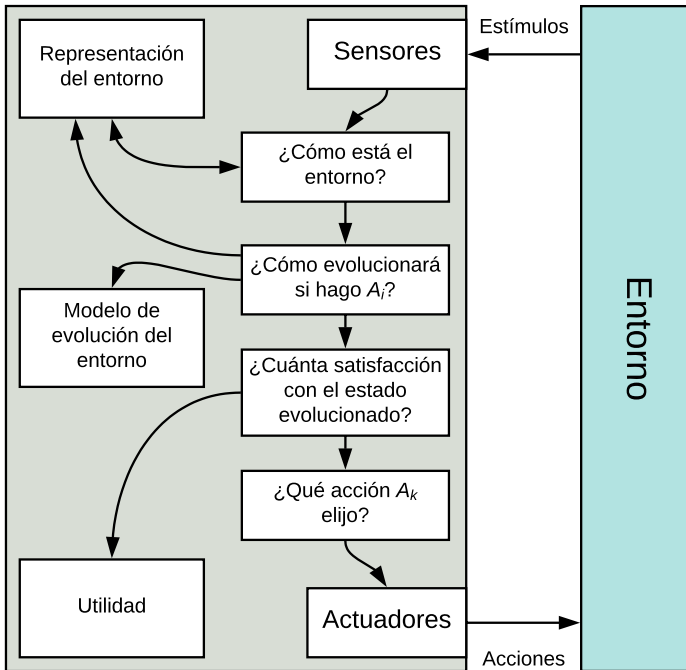 Representación
del entorno
Sensores
Estímulos
¿Cómo está el
entorno?
¿Cómo evolucionará
si hago Ai?
Modelo de
evolución del
entorno
¿Cuánta satisfacción
con el estado
evolucionado?
¿Qué acción Ak
elijo?
Utilidad
Actuadores
Acciones
Entorno